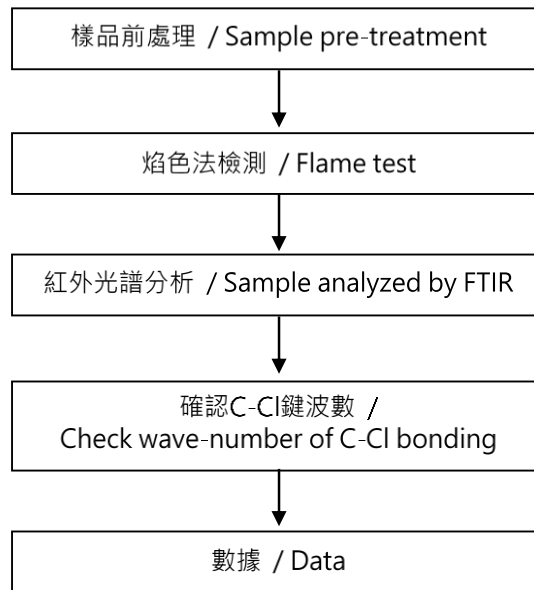 樣品前處理 / Sample pre-treatment
焰色法檢測 / Flame test
紅外光譜分析 / Sample analyzed by FTIR
確認C-Cl鍵波數 /
Check wave-number of C-Cl bonding
數據 / Data